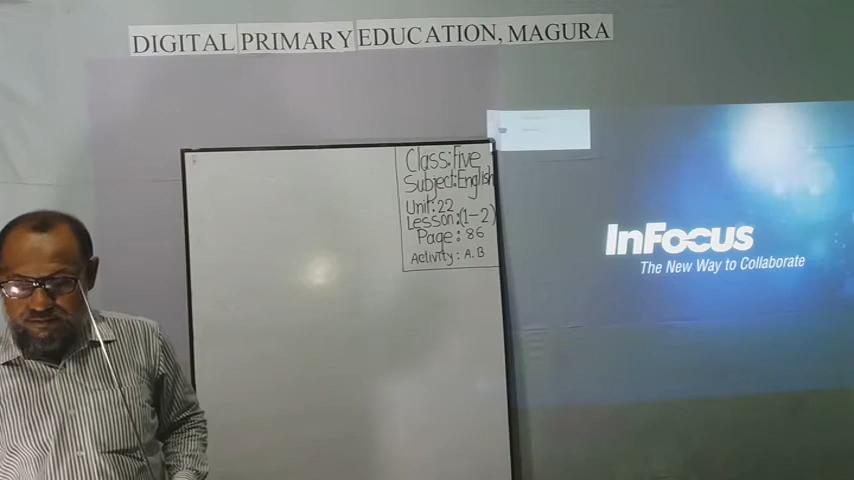 DIGITAL PRIMARY EDUCATION, MAGURA
Class: Five
Subject: English
Unit: 22
Lesson: (1-2)
Page: 86
Activity: A.B
InFocus
The New Way to Collaborate